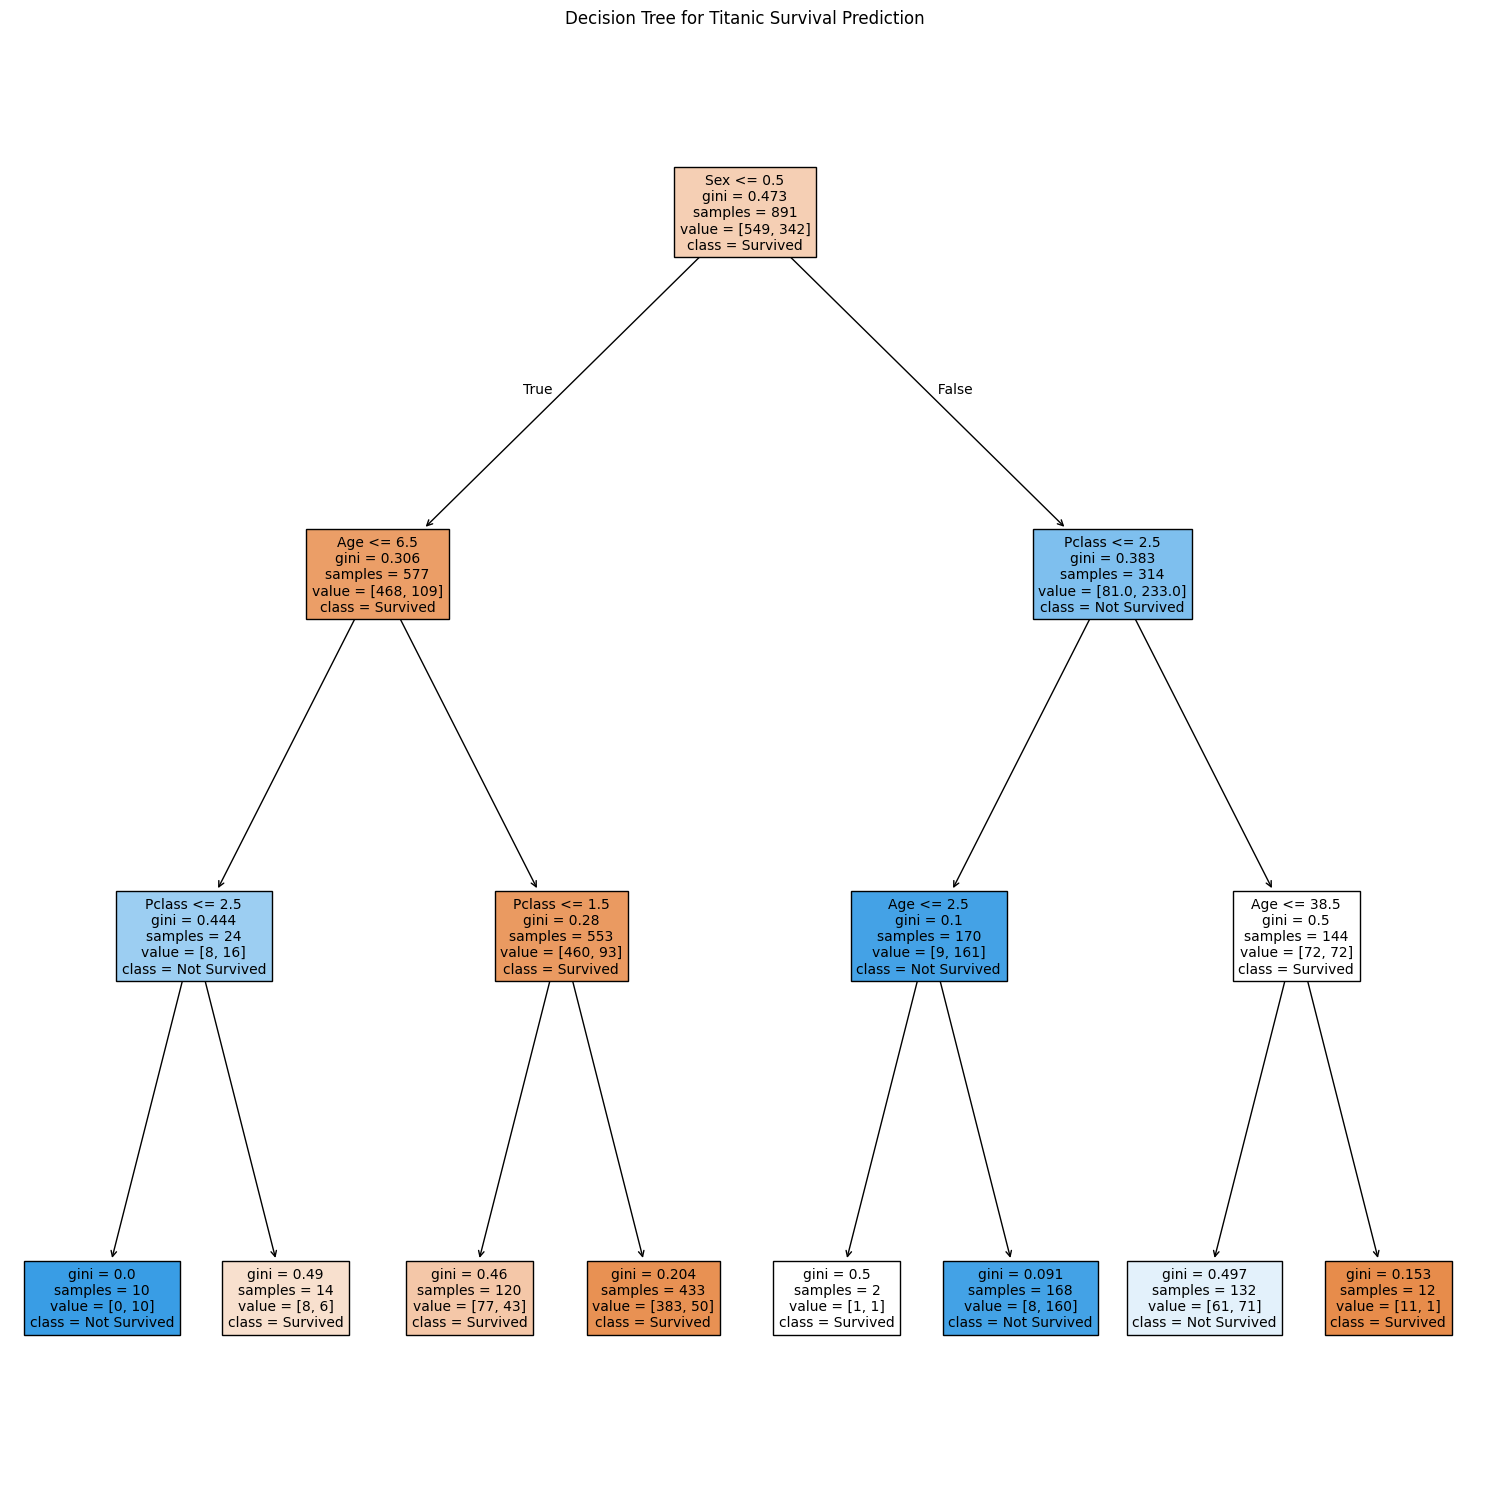 Decision Tree for Titanic Survival Prediction
Sex <= 0.5
gini = 0.473
samples = 891
value = [549, 342]
class = Survived
True
False
Age <= 6.5
gini = 0.306
samples = 577
value = [468, 109]
class = Survived
Pclass <= 2.5
gini = 0.383
samples = 314
value = [81.0, 233.0]
class = Not Survived
Pclass <= 2.5
gini = 0.444
samples = 24
value = [8, 16]
class = Not Survived
Pclass <= 1.5
gini = 0.28
samples = 553
value = [460, 93]
class = Survived
Age <= 2.5
gini = 0.1
samples = 170
value = [9, 161]
class = Not Survived
Age <= 38.5
gini = 0.5
samples = 144
value = [72, 72]
class = Survived
gini = 0.0
samples = 10
value = [0, 10]
class = Not Survived
gini = 0.49
samples = 14
value = [8, 6]
class = Survived
gini = 0.46
samples = 120
value = [77, 43]
class = Survived
gini = 0.204
samples = 433
value = [383, 50]
class = Survived
gini = 0.5
samples = 2
value = [1, 1]
class = Survived
gini = 0.091
samples = 168
value = [8, 160]
class = Not Survived
gini = 0.497
samples = 132
value = [61, 71]
class = Not Survived
gini = 0.153
samples = 12
value = [11, 1]
class = Survived